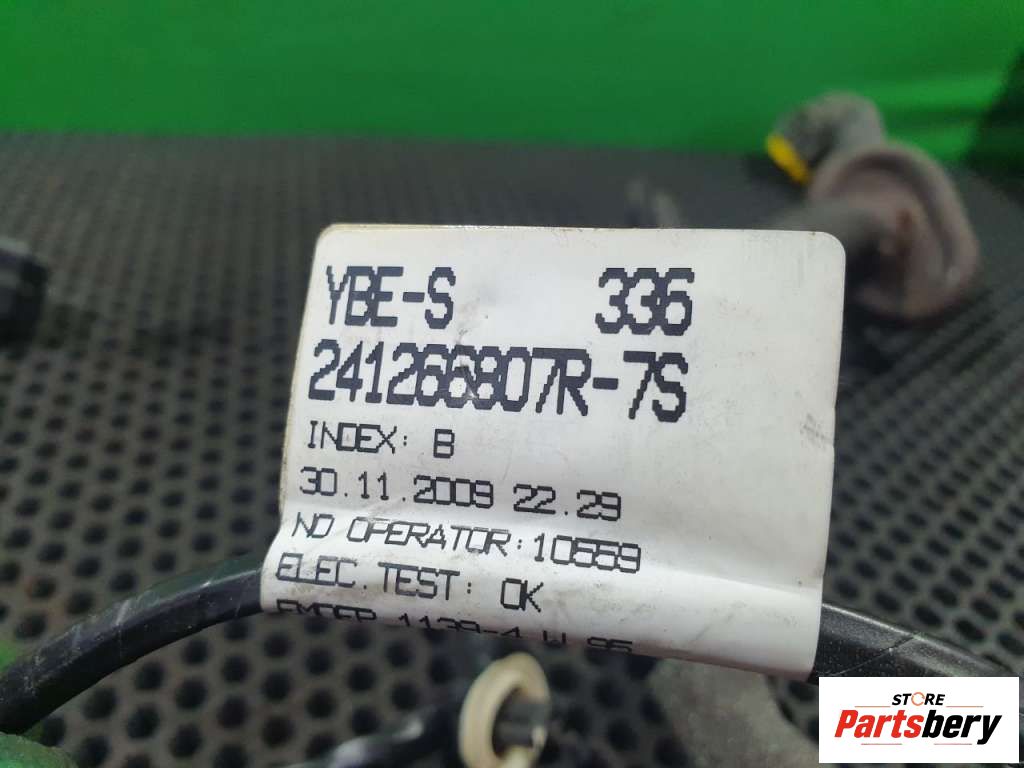 YBE-S 336
241266807R-7S
INDEX: B
30.11.2009 22.29
NO OPERATOR:10559
ELEC.TEST: OK
STORE
Partsbery